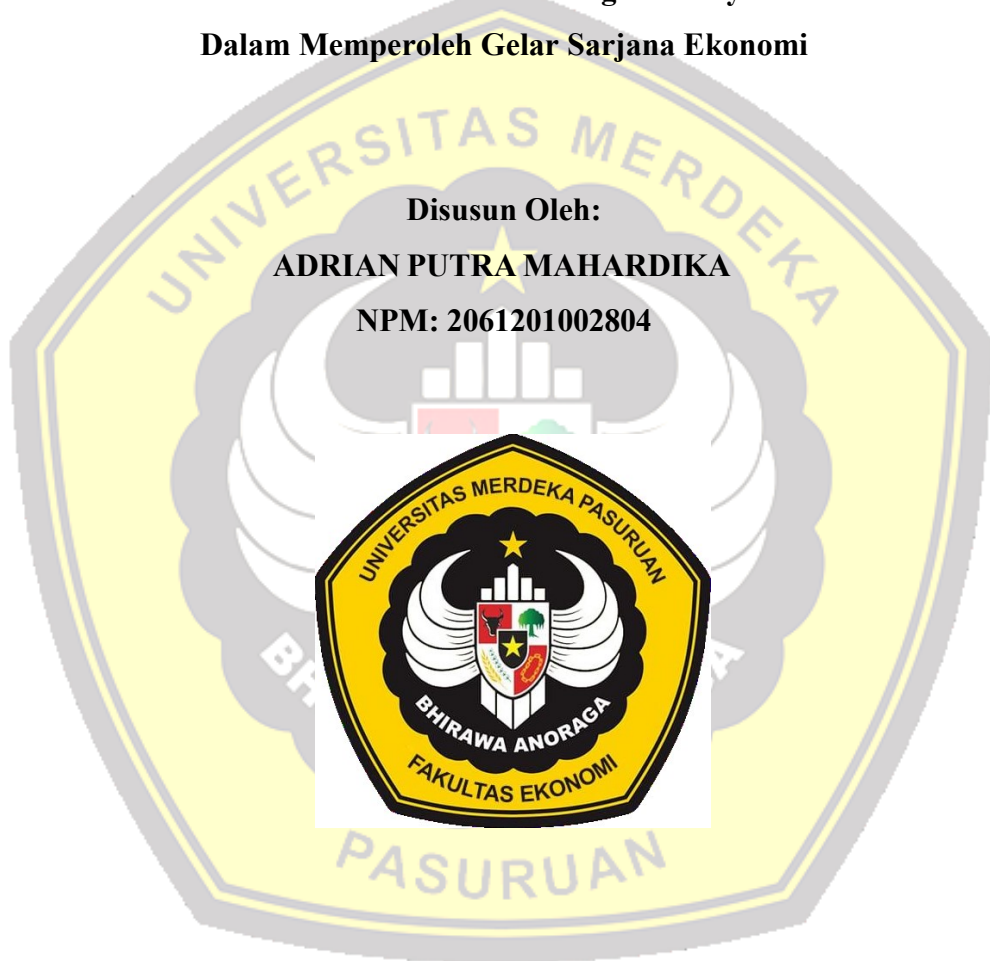 Dalam Memperoleh Gelar Sarjana Ekonomi
UNIVERSITAS MERDEKA
Disusun Oleh:
ADRIAN PUTRA MAHARDIKA
NPM: 2061201002804
UNIVERSITAS MERDEKA PASURUAN
BHIRAWA ANORAGA
FAKULTAS EKONOMI
PASURUAN